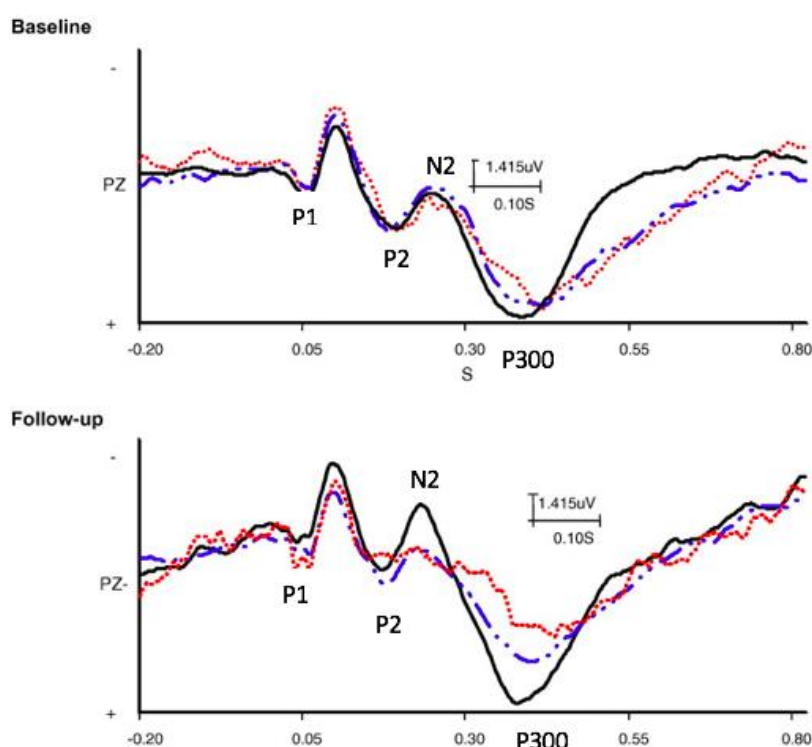 Baseline
-
N2
1.415uV
PZ
0.10S
P1
P2
+
-0.20 0.05 0.30 0.55 0.80
P300
S
Follow-up
-
N2
1.415uV
0.10S
PZ-
P1
P2
+
-0.20 0.05 0.30 0.55 0.80
P300